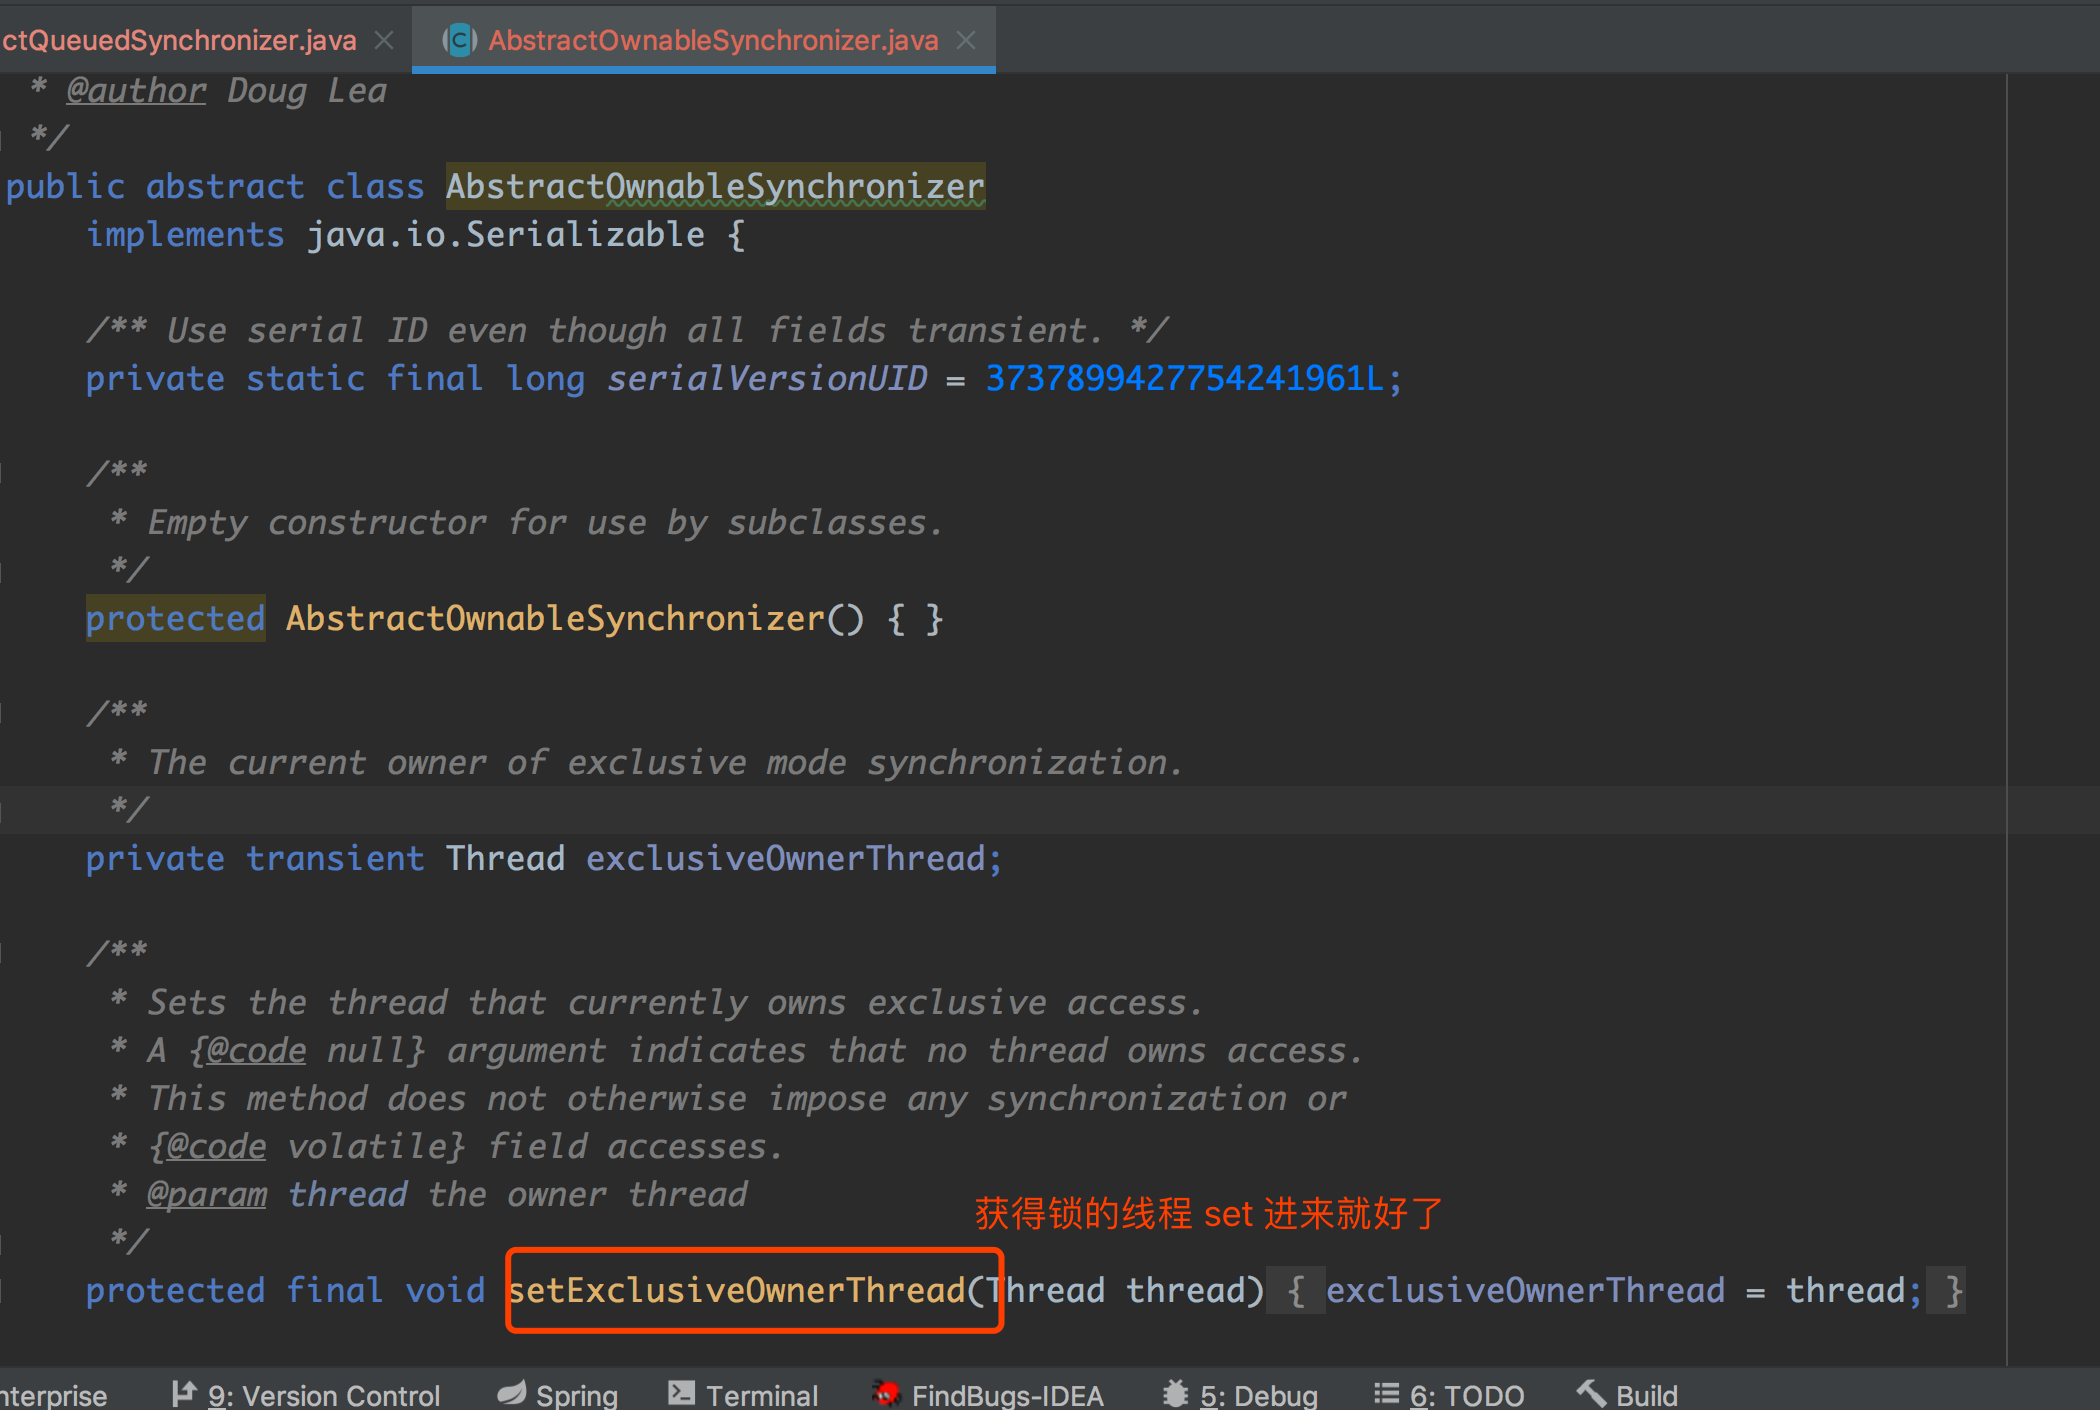 ctQueuedSynchronizer.java AbstractOwnableSynchronizer.java
* @author Doug Lea
*/
public abstract class AbstractOwnableSynchronizer
implements java.io.Serializable {
/** Use serial ID even though all fields transient. */
private static final long serialVersionUID = 3737899427754241961L;
/**
* Empty constructor for use by subclasses.
*/
protected AbstractOwnableSynchronizer() { }
/**
* The current owner of exclusive mode synchronization.
*/
private transient Thread exclusiveOwnerThread;
/**
* Sets the thread that currently owns exclusive access.
* A {@code null} argument indicates that no thread owns access.
* This method does not otherwise impose any synchronization or
* {@code volatile} field accesses.
* @param thread the owner thread
获得锁的线程 set 进来就好了
*/
protected final void setExclusiveOwnerThread(Thread thread) { exclusiveOwnerThread = thread; }
nterprise 9: Version Control Spring Terminal FindBugs-IDEA 5: Debug 6: TODO Build